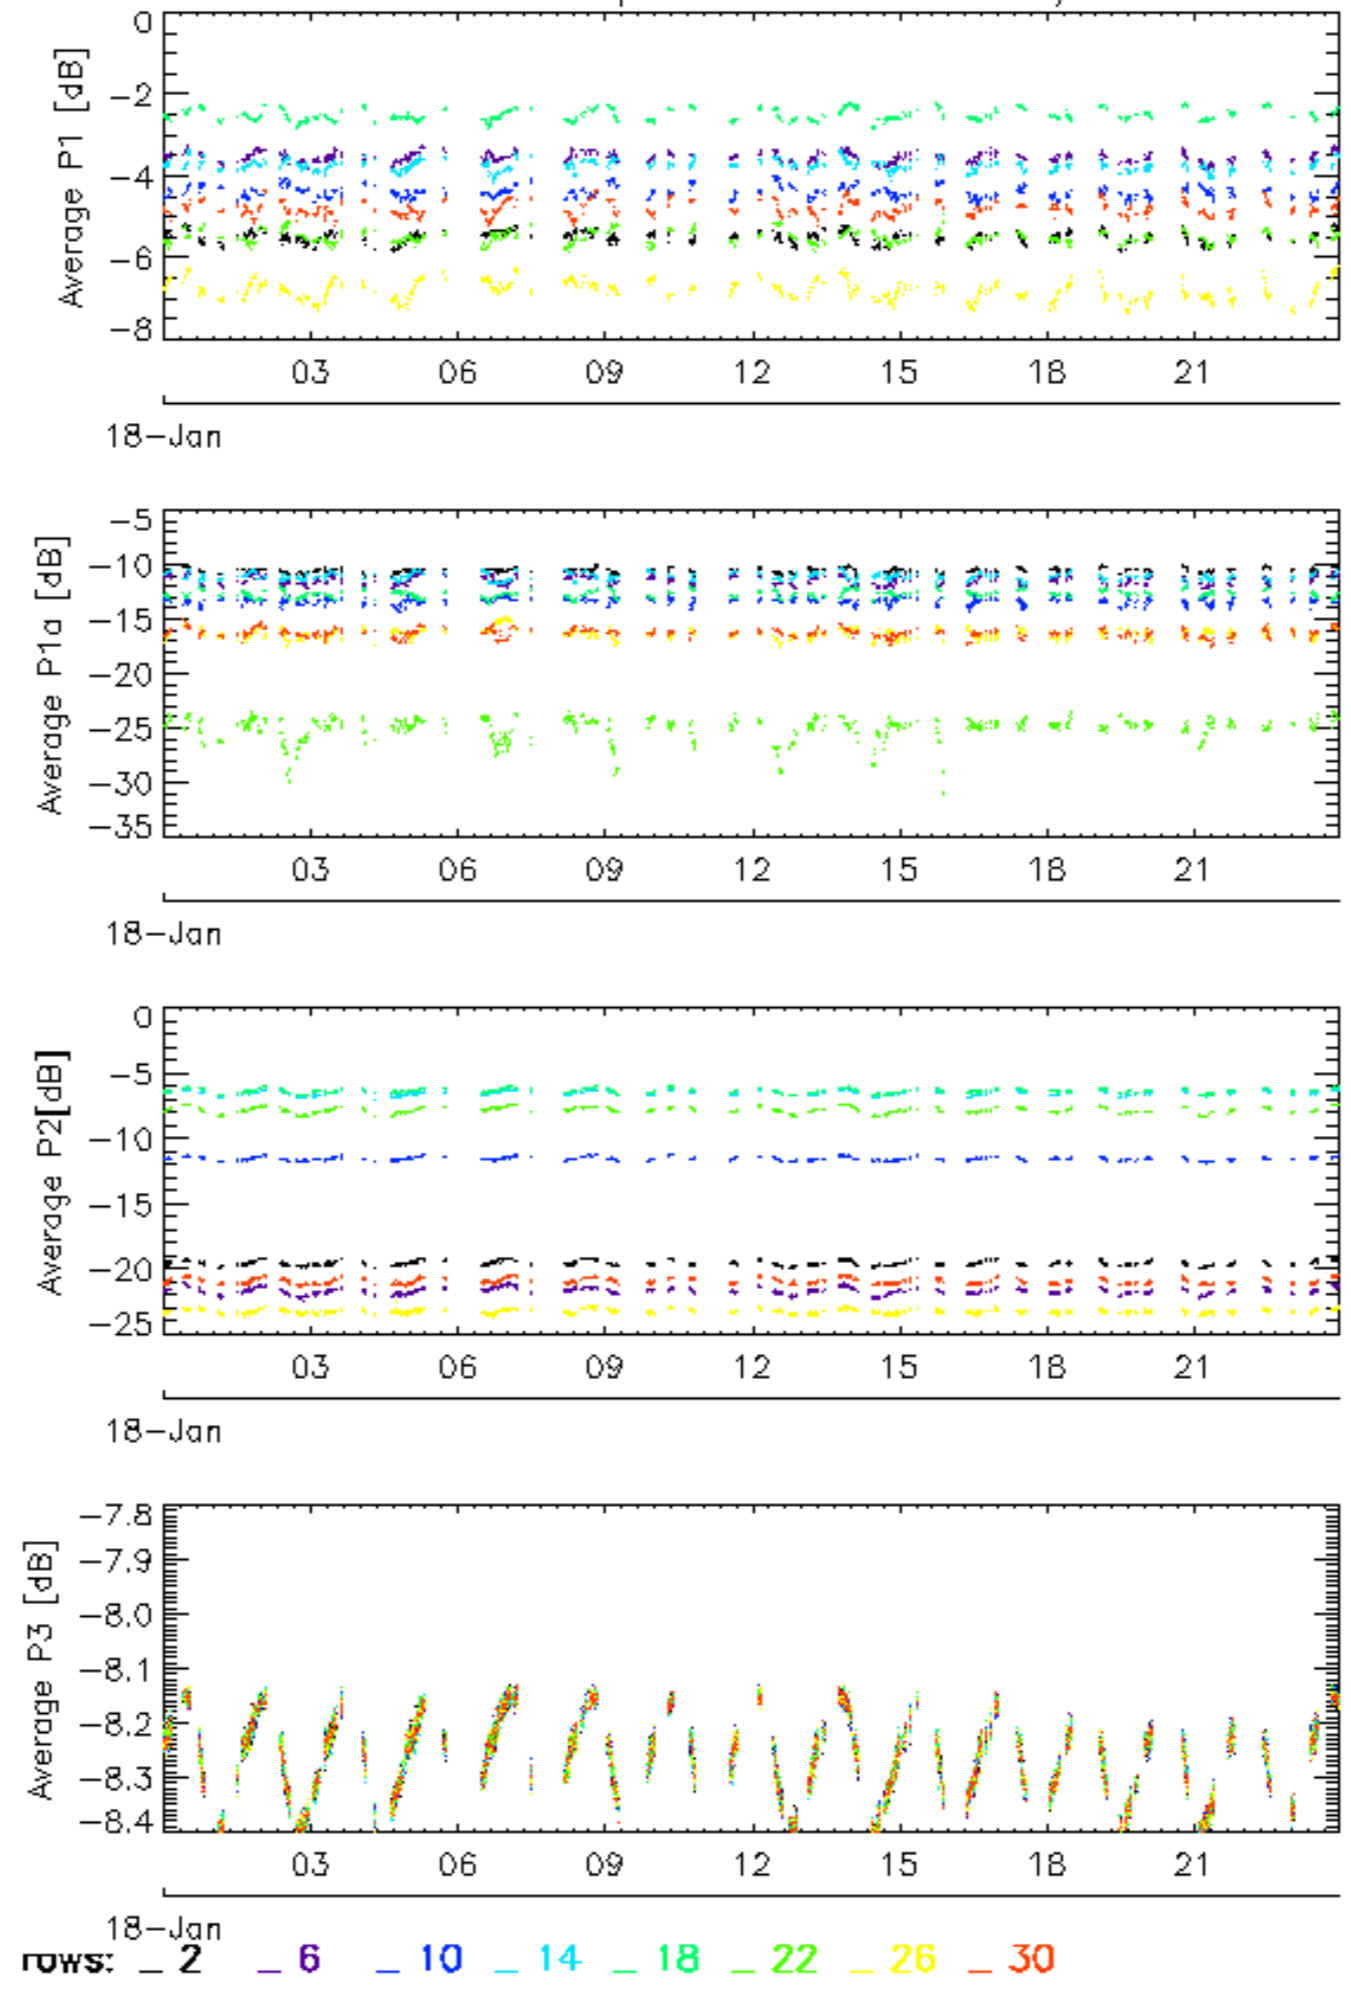 0
−2
−4
−6
−8
Average P1 [dB]
03 06 09 12 15 18 21
18−Jan
−5
−10
−15
−20
−25
−30
−35
Average P1a [dB]
03 06 09 12 15 18 21
18−Jan
0
−5
−10
−15
−20
−25
Average P2[dB]
03 06 09 12 15 18 21
18−Jan
−7.8
−7.9
−8.0
−8.1
−8.2
−8.3
−8.4
Average P3 [dB]
03 06 09 12 15 18 21
18−Jan
rows: _ 2 _ 6 _ 10 _ 14 _ 18 _ 22 _ 26 _ 30